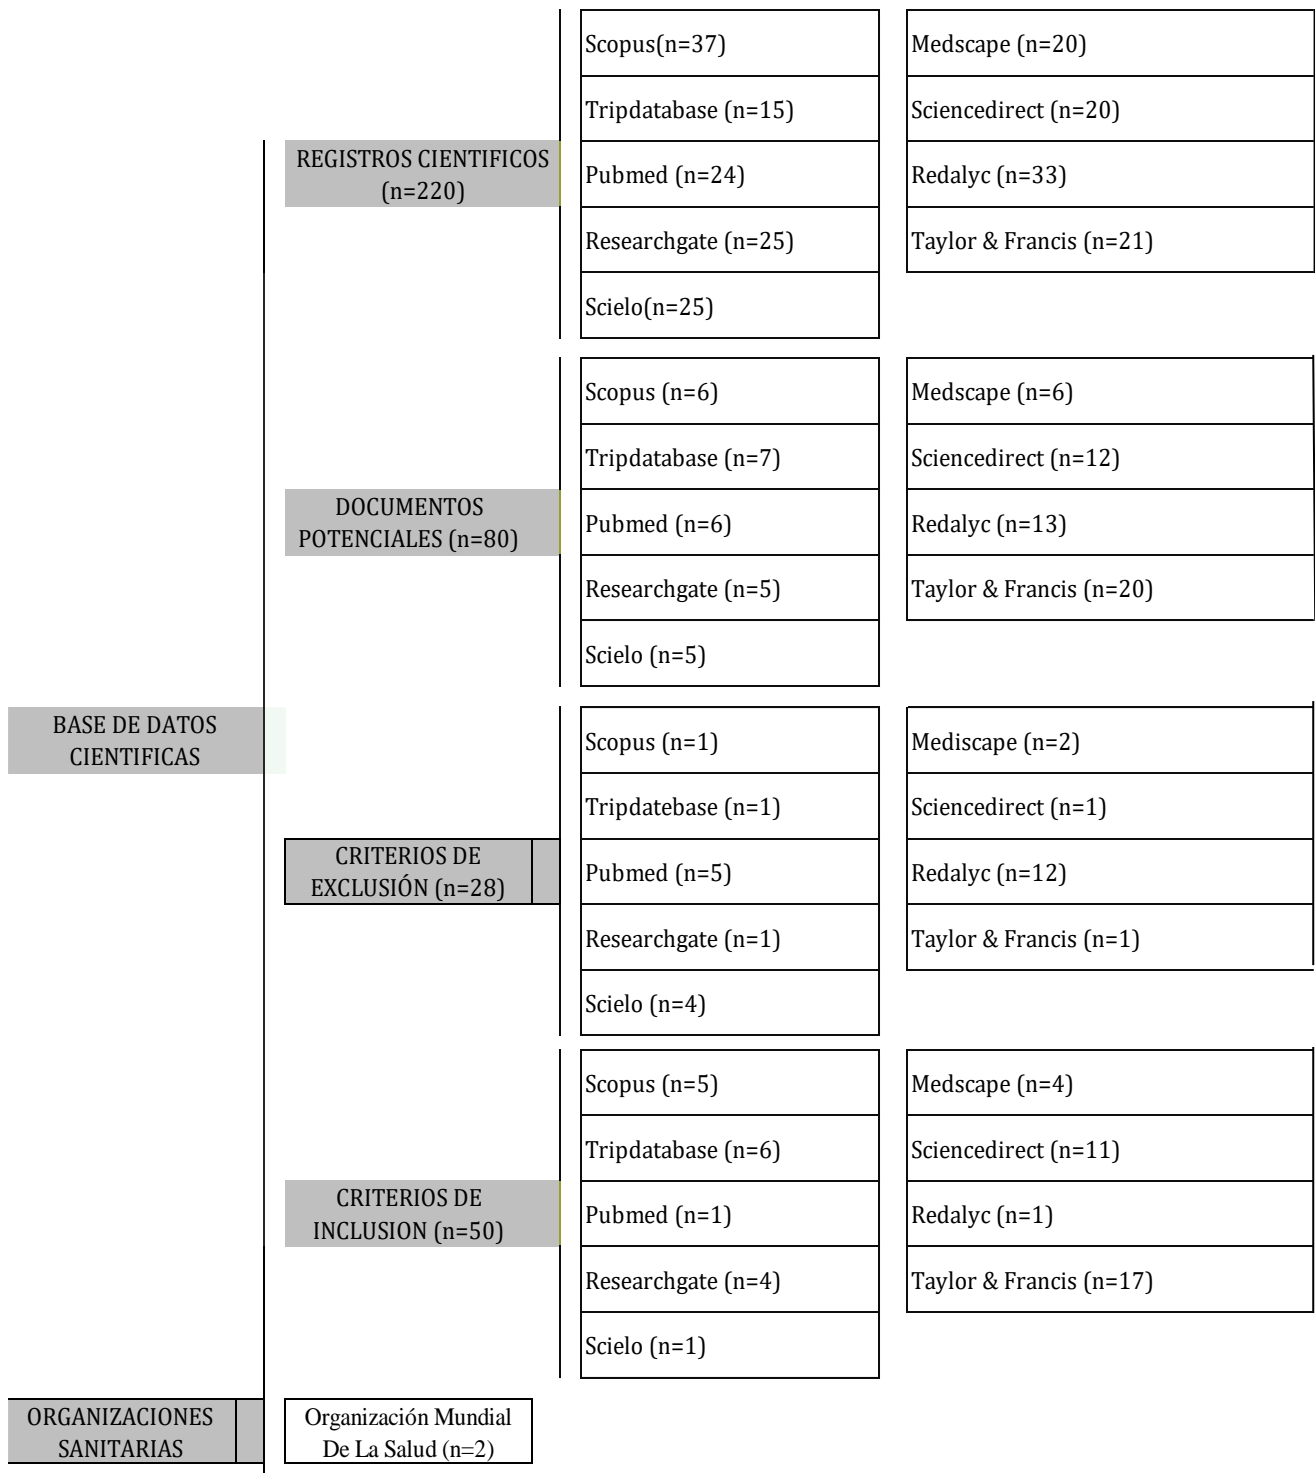 Scopus(n=37)
Medscape (n=20)
Tripdatabase (n=15)
Sciencedirect (n=20)
REGISTROS CIENTIFICOS
(n=220)
Pubmed (n=24)
Redalyc (n=33)
Researchgate (n=25)
Taylor & Francis (n=21)
Scielo(n=25)
Scopus (n=6)
Medscape (n=6)
Tripdatabase (n=7)
Sciencedirect (n=12)
DOCUMENTOS
POTENCIALES (n=80)
Pubmed (n=6)
Redalyc (n=13)
Researchgate (n=5)
Taylor & Francis (n=20)
Scielo (n=5)
BASE DE DATOS
CIENTIFICAS
Scopus (n=1)
Mediscape (n=2)
Tripdatebase (n=1)
Sciencedirect (n=1)
CRITERIOS DE
EXCLUSIÓN (n=28)
Pubmed (n=5)
Redalyc (n=12)
Researchgate (n=1)
Taylor & Francis (n=1)
Scielo (n=4)
Scopus (n=5)
Medscape (n=4)
Tripdatabase (n=6)
Sciencedirect (n=11)
CRITERIOS DE
INCLUSION (n=50)
Pubmed (n=1)
Redalyc (n=1)
Researchgate (n=4)
Taylor & Francis (n=17)
Scielo (n=1)
ORGANIZACIONES
SANITARIAS
Organización Mundial
De La Salud (n=2)